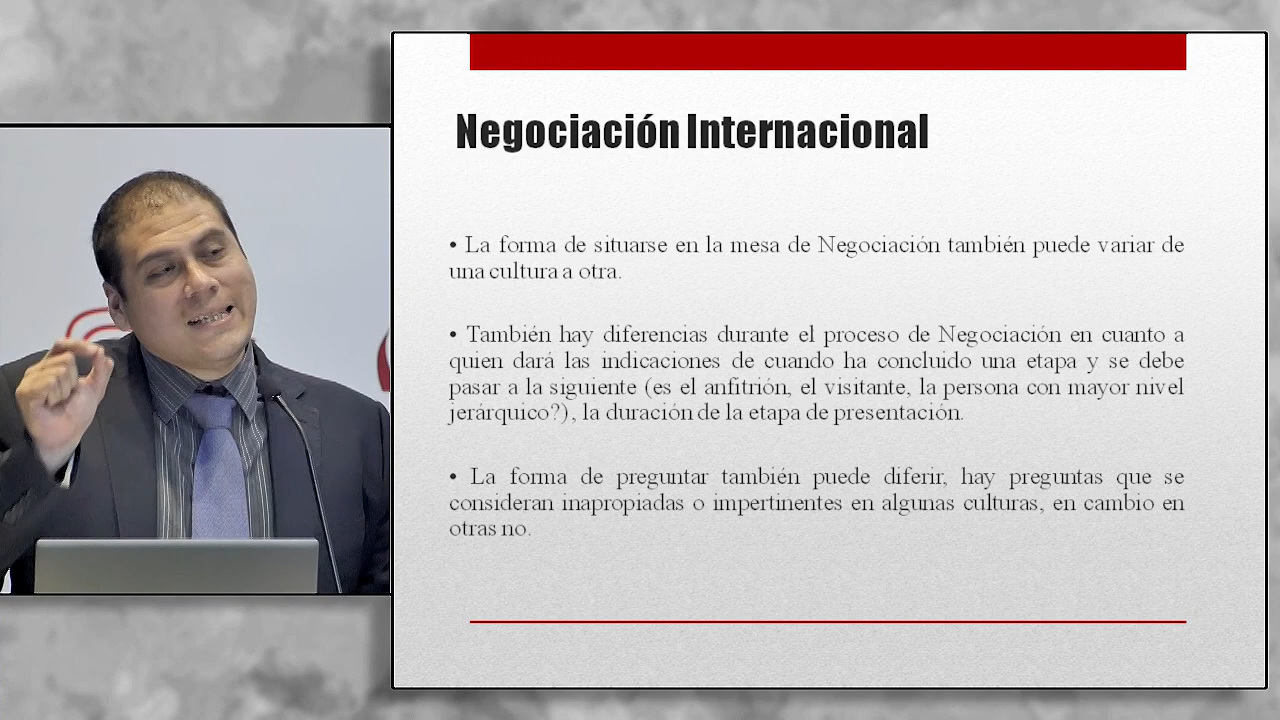 Negociación Internacional
• La forma de situarse en la mesa de Negociación también puede variar de
una cultura a otra.
• También hay diferencias durante el proceso de Negociación en cuanto a
quien dará las indicaciones de cuando ha concluido una etapa y se debe
pasar a la siguiente (es el anfitrión, el visitante, la persona con mayor nivel
jerárquico?), la duración de la etapa de presentación.
• La forma de preguntar también puede diferir, hay preguntas que se
consideran inapropiadas o impertinentes en algunas culturas, en cambio en
otras no.